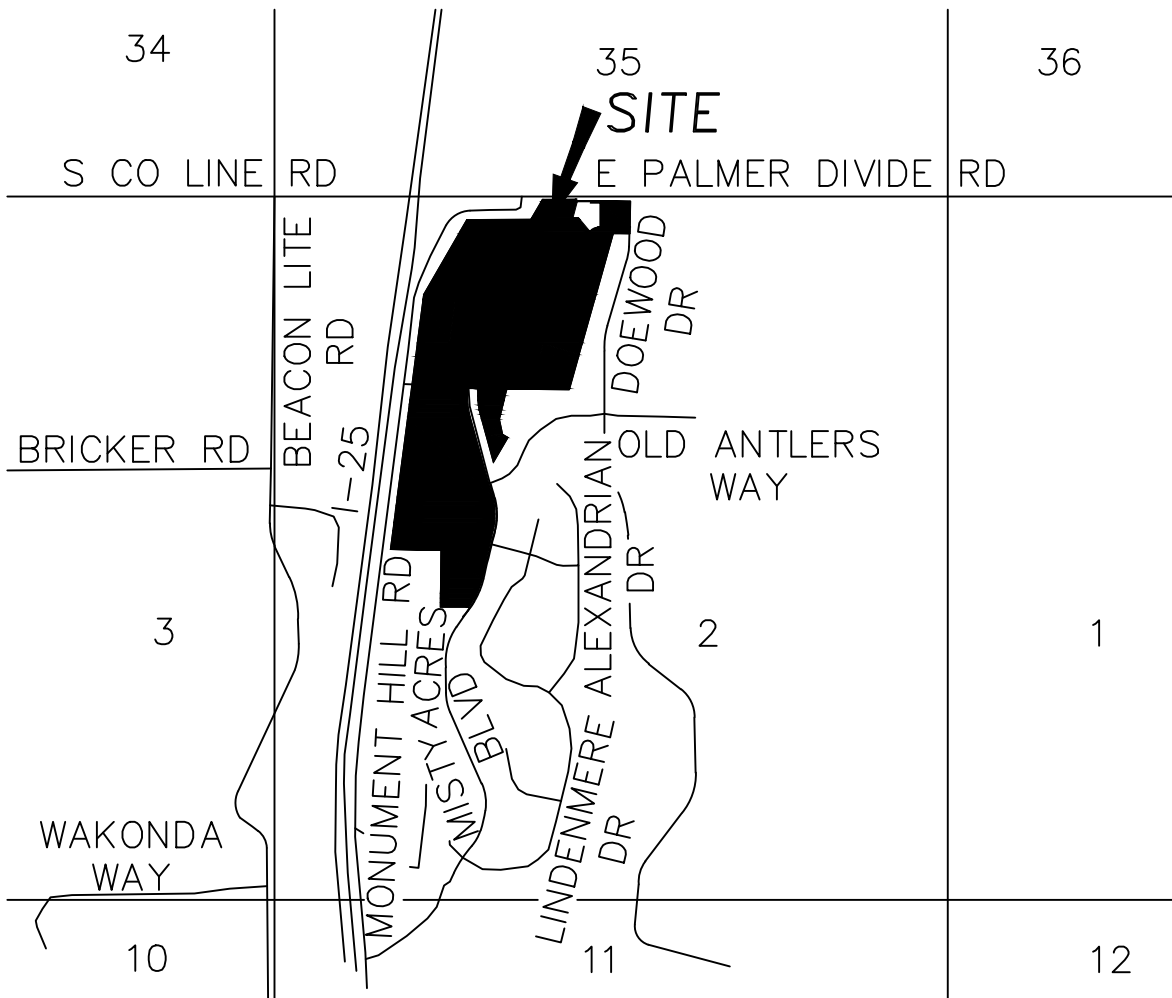 34
35
36
SITE
S CO LINE RD
E PALMER DIVIDE RD
BEACON LITE
RD
DOEWOOD
DR
I-25
BRICKER RD
OLD ANTLERS
WAY
ALEXANDRIAN
DR
3
2
1
MONUMENT HILL RD
MISTY ACRES
BLVD
LINDENMERE
DR
WAKONDA
WAY
10
11
12